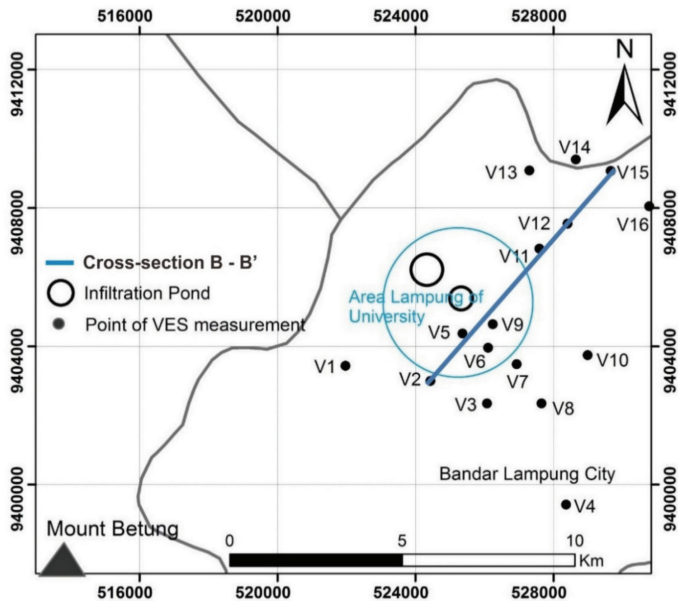 516000 520000 524000 528000
N
9412000 9412000
V14
V13 V15
9408000 9408000
V12 V16
V11
Cross-section B - B’
Infiltration Pond
Area Lampung of
University
Point of VES measurement
V5 V9
9404000 9404000
V6 V10
V1
V2 V7
V3 V8
Bandar Lampung City
9400000 9400000
V4
Mount Betung
0 5 10
Km
516000 520000 524000 528000